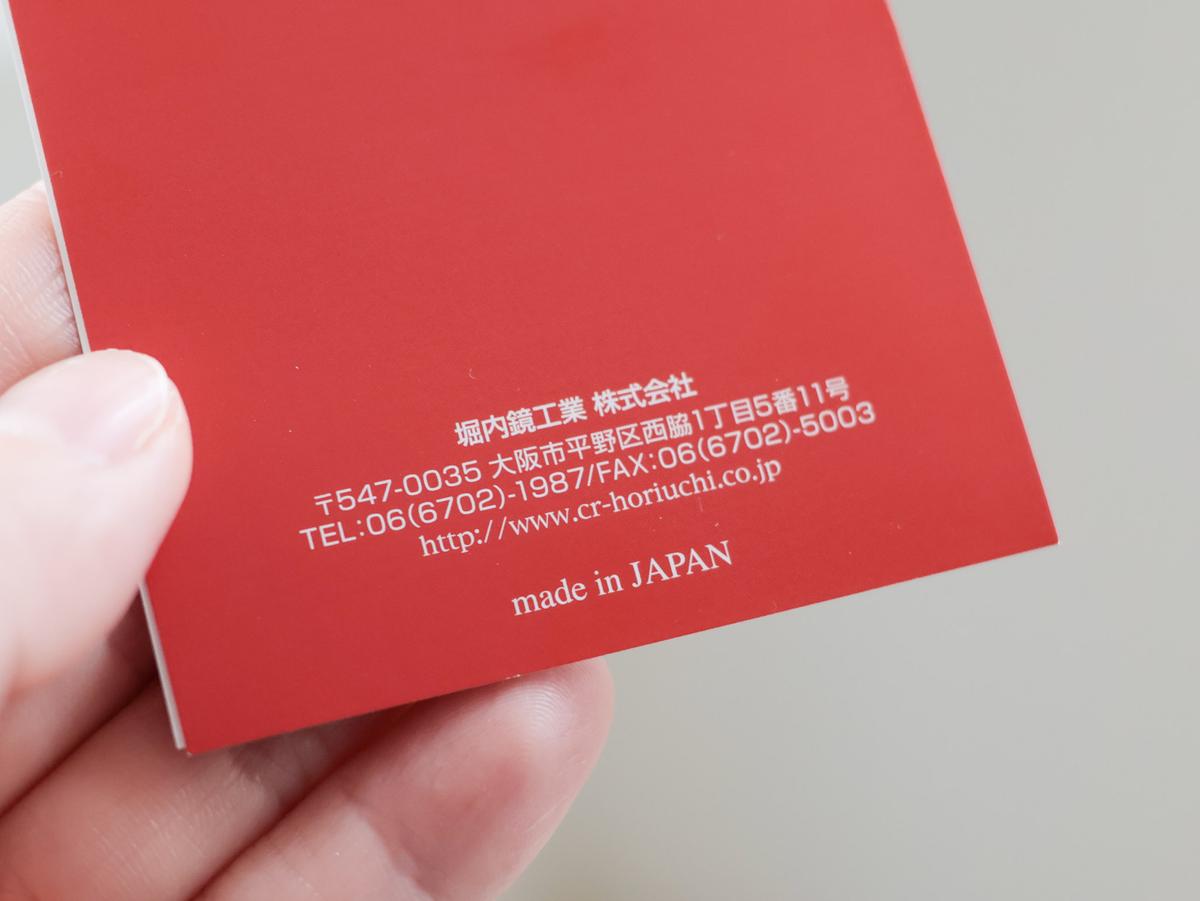 堀内鏡工業 株式会社
〒547-0035 大阪市平野区西脇1丁目5番11号
TEL:06(6702)-1987/FAX:06(6702)-5003
http://www.cr-horiuchi.co.jp
made in JAPAN